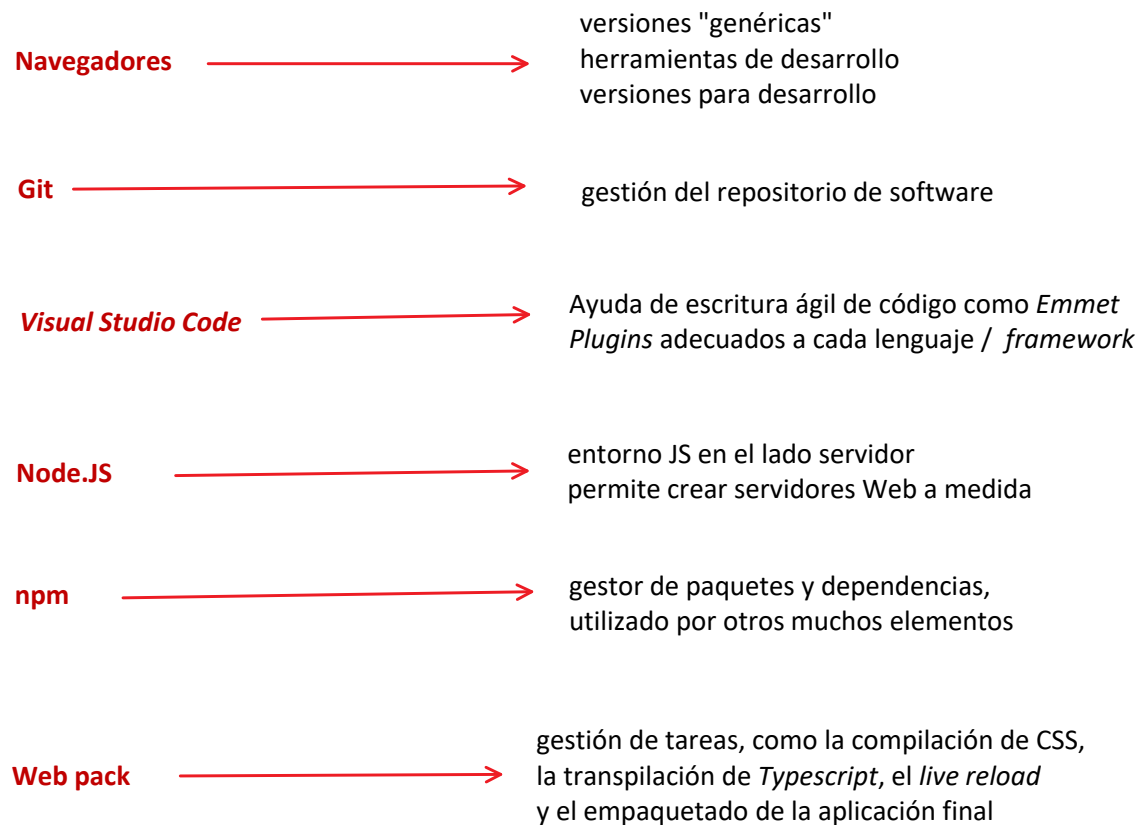 Navegadores
versiones "genéricas"
herramientas de desarrollo
versiones para desarrollo
Git
gestión del repositorio de software
Visual Studio Code
Ayuda de escritura ágil de código como Emmet
Plugins adecuados a cada lenguaje / framework
Node.JS
entorno JS en el lado servidor
permite crear servidores Web a medida
npm
gestor de paquetes y dependencias,
utilizado por otros muchos elementos
Web pack
gestión de tareas, como la compilación de CSS,
la transpilación de Typescript, el live reload
y el empaquetado de la aplicación final